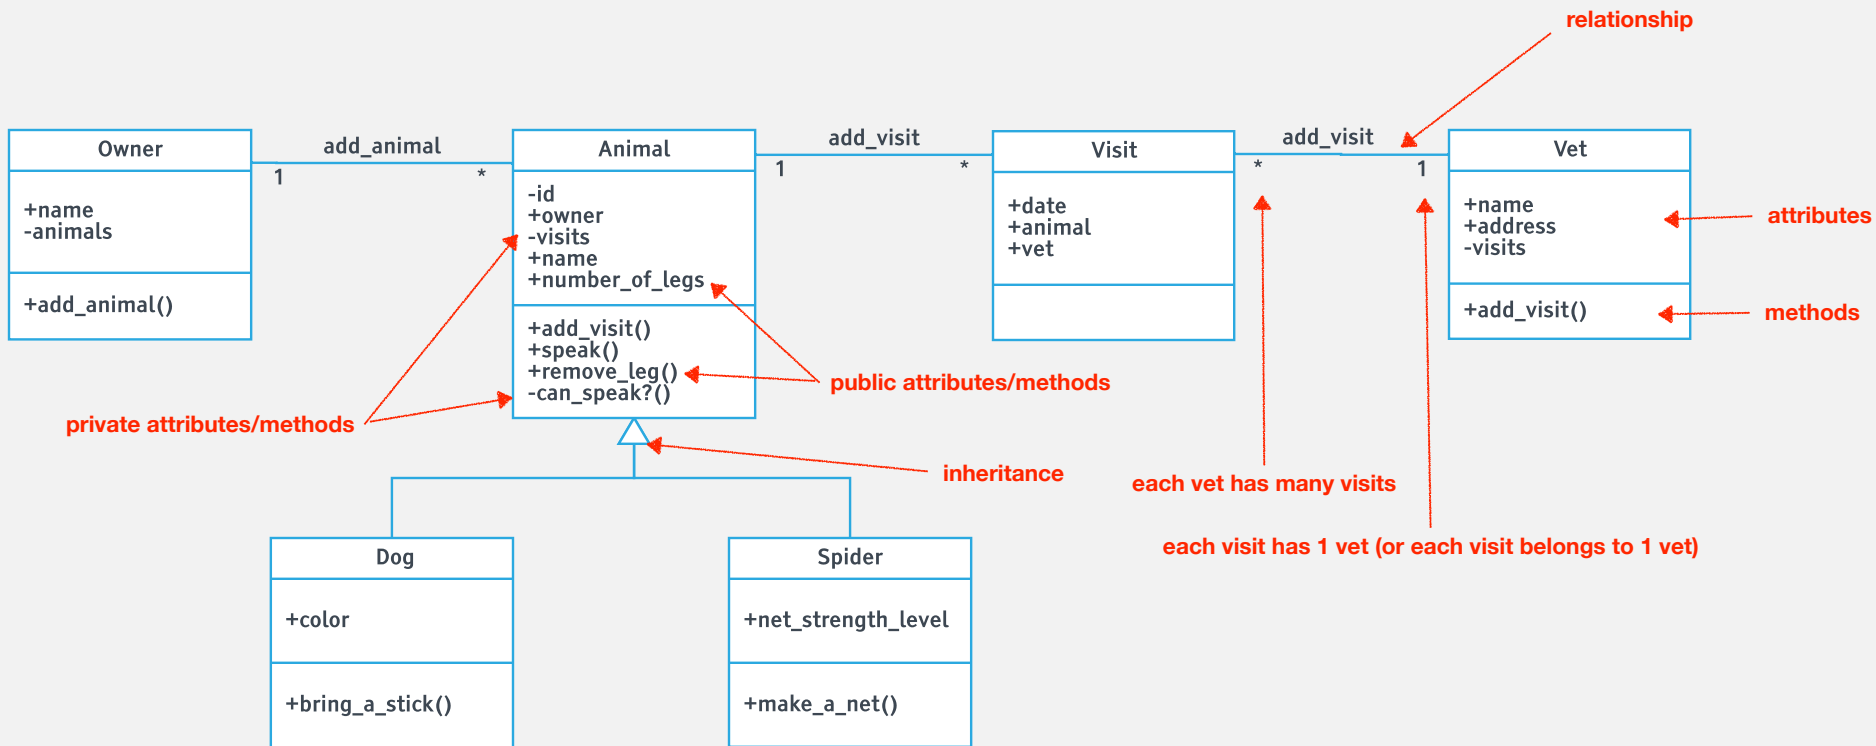 relationship
Owner
+name
-animals
+add_animal()
add_animal
1
*
Animal
-id
+owner
-visits
+name
+number_of_legs
+add_visit()
+speak()
+remove_leg()
-can_speak?()
add_visit
1
*
Visit
+date
+animal
+vet
add_visit
*
1
Vet
+name
+address
-visits
+add_visit()
attributes
methods
public attributes/methods
private attributes/methods
inheritance
each vet has many visits
each visit has 1 vet (or each visit belongs to 1 vet)
Dog
+color
+bring_a_stick()
Spider
+net_strength_level
+make_a_net()